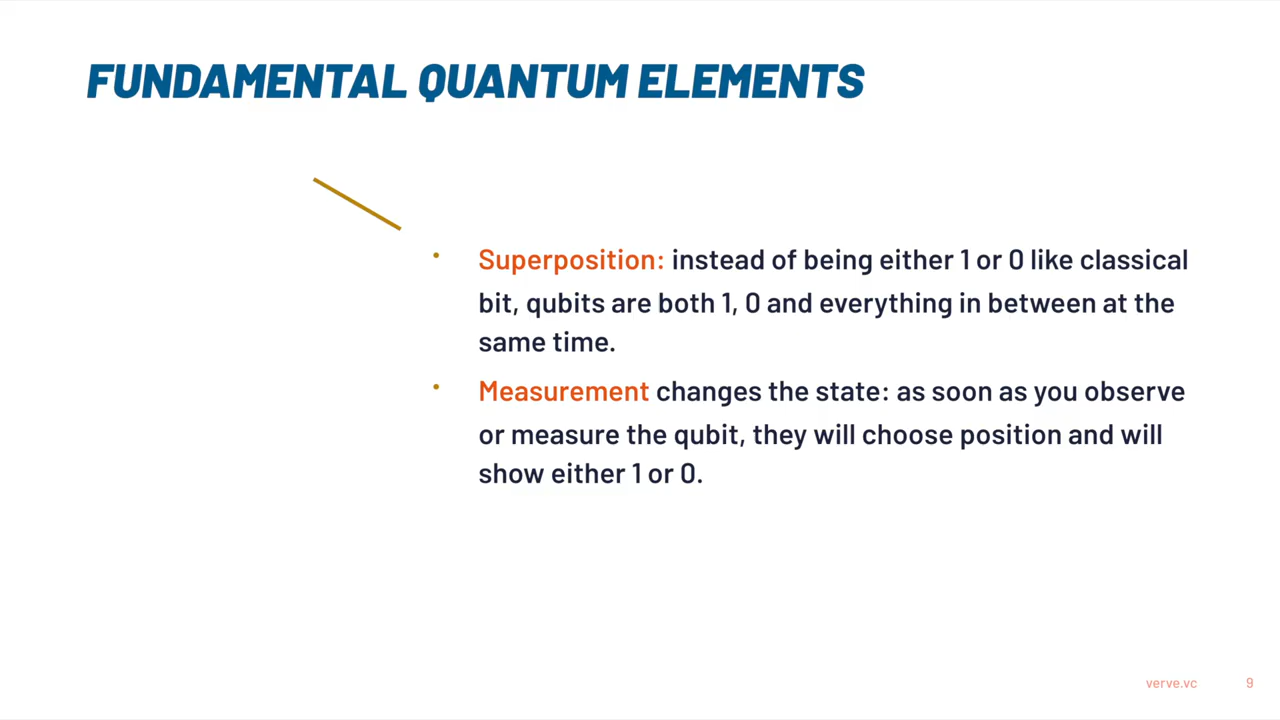 FUNDAMENTAL QUANTUM ELEMENTS
• Superposition: instead of being either 1 or 0 like classical
bit, qubits are both 1, 0 and everything in between at the
same time.
• Measurement changes the state: as soon as you observe
or measure the qubit, they will choose position and will
show either 1 or 0.
verve.vc 9